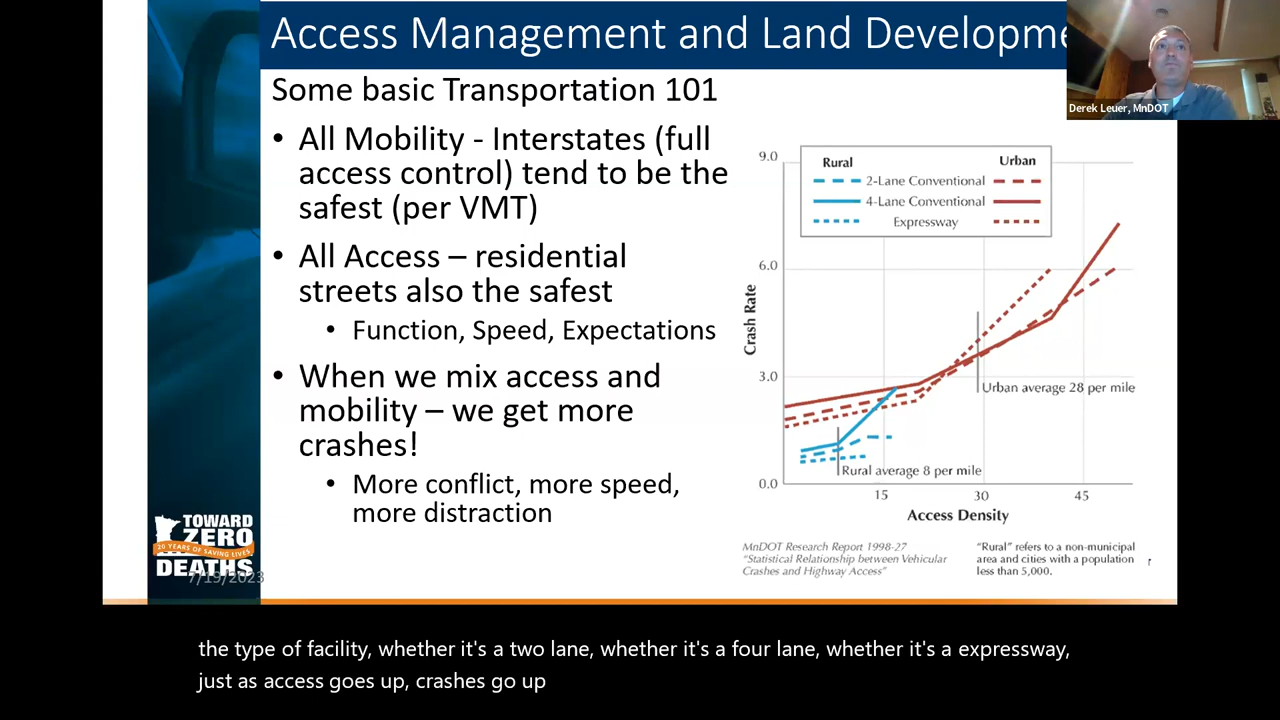 Access Management and Land Developme
Derek Leuer, MnDOT
Some basic Transportation 101
• All Mobility - Interstates (full
access control) tend to be the
safest (per VMT)
• All Access – residential
streets also the safest
• Function, Speed, Expectations
• When we mix access and
mobility – we get more
crashes!
• More conflict, more speed,
more distraction
Rural Urban
2-Lane Conventional
4-Lane Conventional
Expressway
9.0
6.0
3.0
0.0
Crash Rate
Urban average 28 per mile
Rural average 8 per mile
15 30 45
Access Density
MnDOT Research Report 1998-27
"Statistical Relationship between Vehicular
Crashes and Highway Access"
"Rural" refers to a non-municipal
area and cities with a population
less than 5,000.
r
TOWARD
ZERO
20 YEARS OF SAVING LIVES
DEATHS
7/19/2023
the type of facility, whether it's a two lane, whether it's a four lane, whether it's a expressway,
just as access goes up, crashes go up